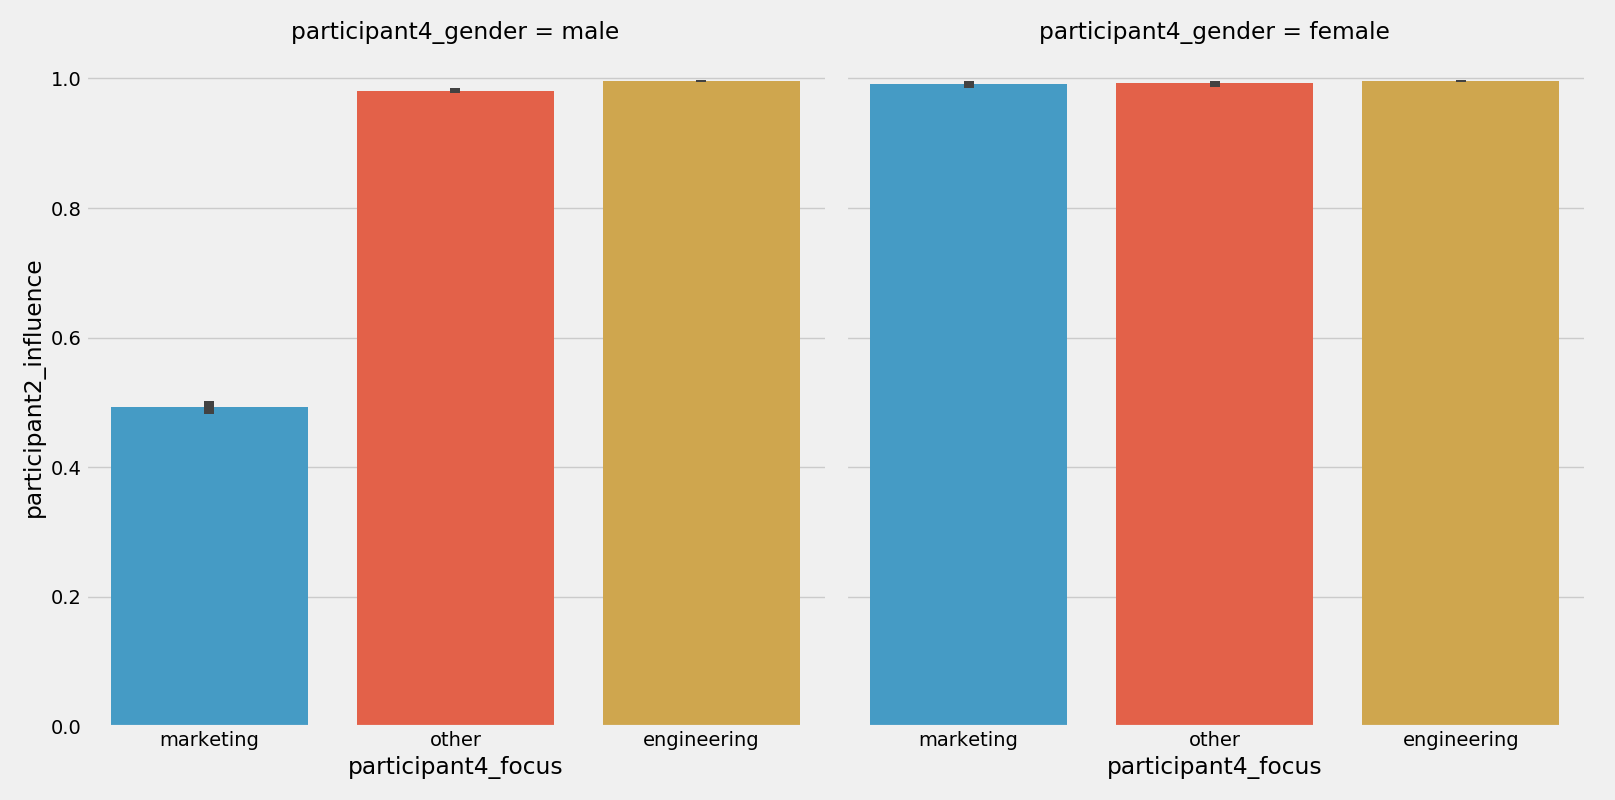 participant4_gender = male
participant4_gender = female
participant2_influence
1.0
0.8
0.6
0.4
0.2
0.0
marketing other engineering
marketing other engineering
participant4_focus
participant4_focus